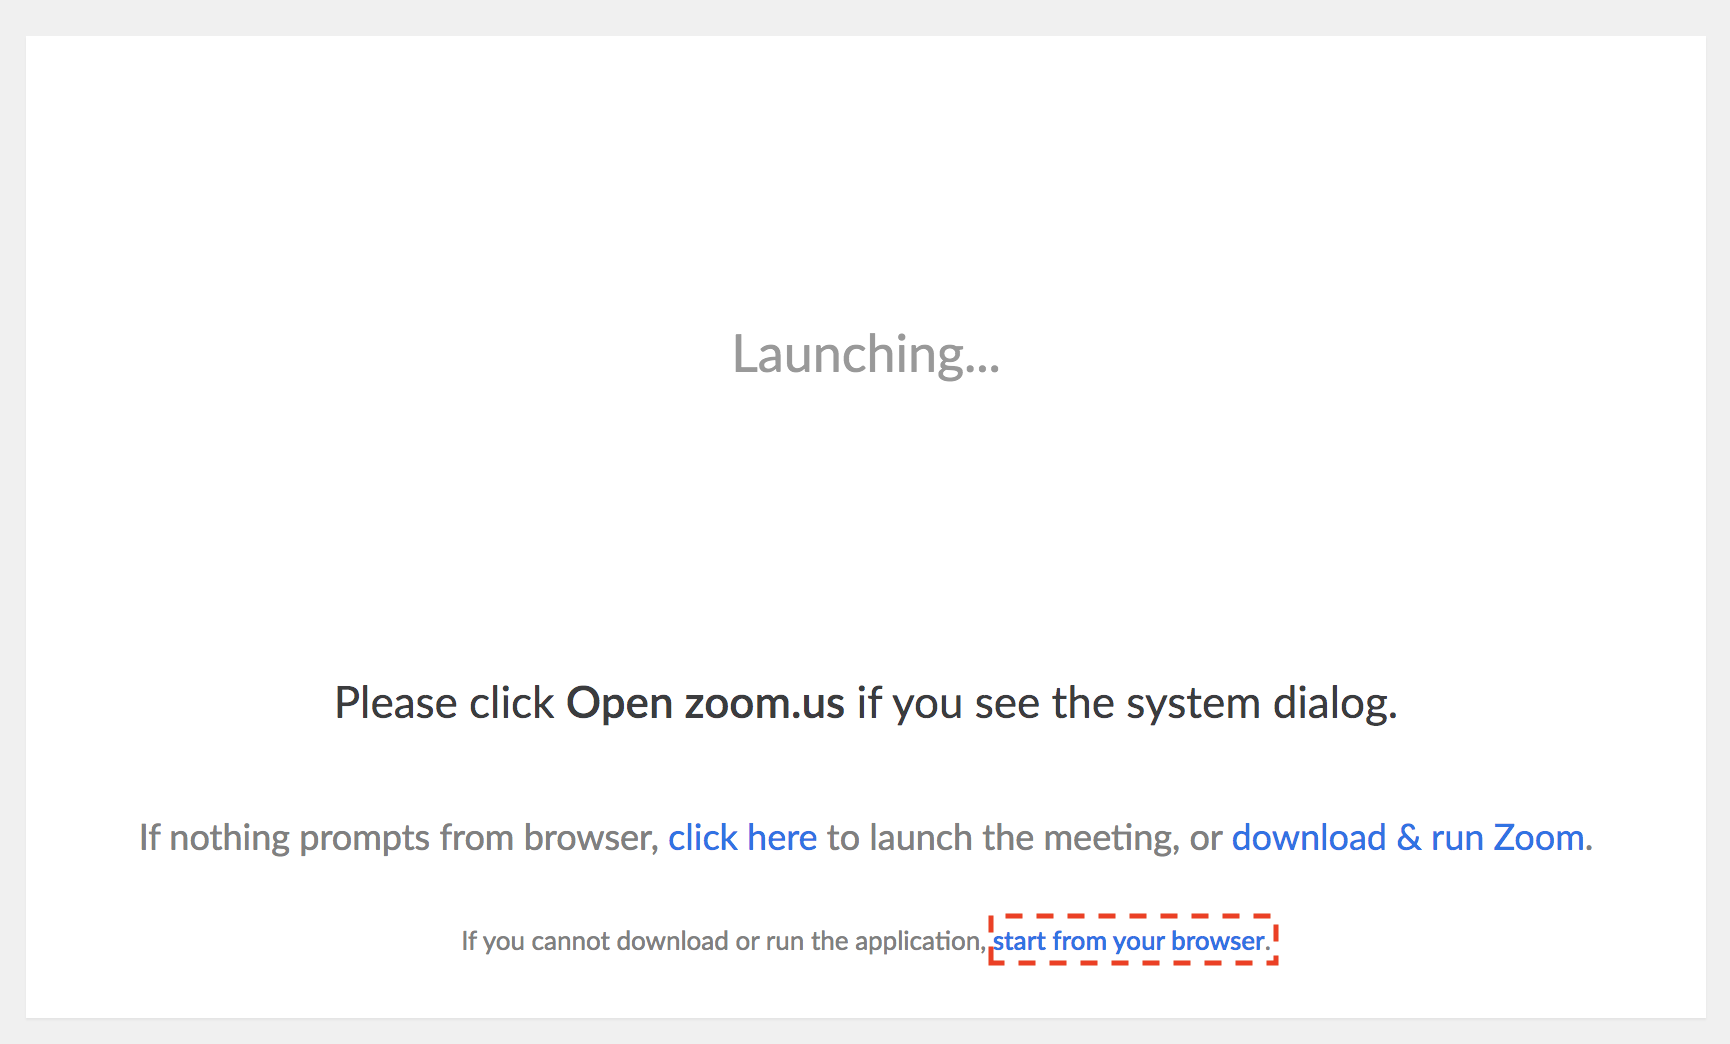 Launching...
Please click Open zoom.us if you see the system dialog.
If nothing prompts from browser, click here to launch the meeting, or download & run Zoom.
If you cannot download or run the application, start from your browser.